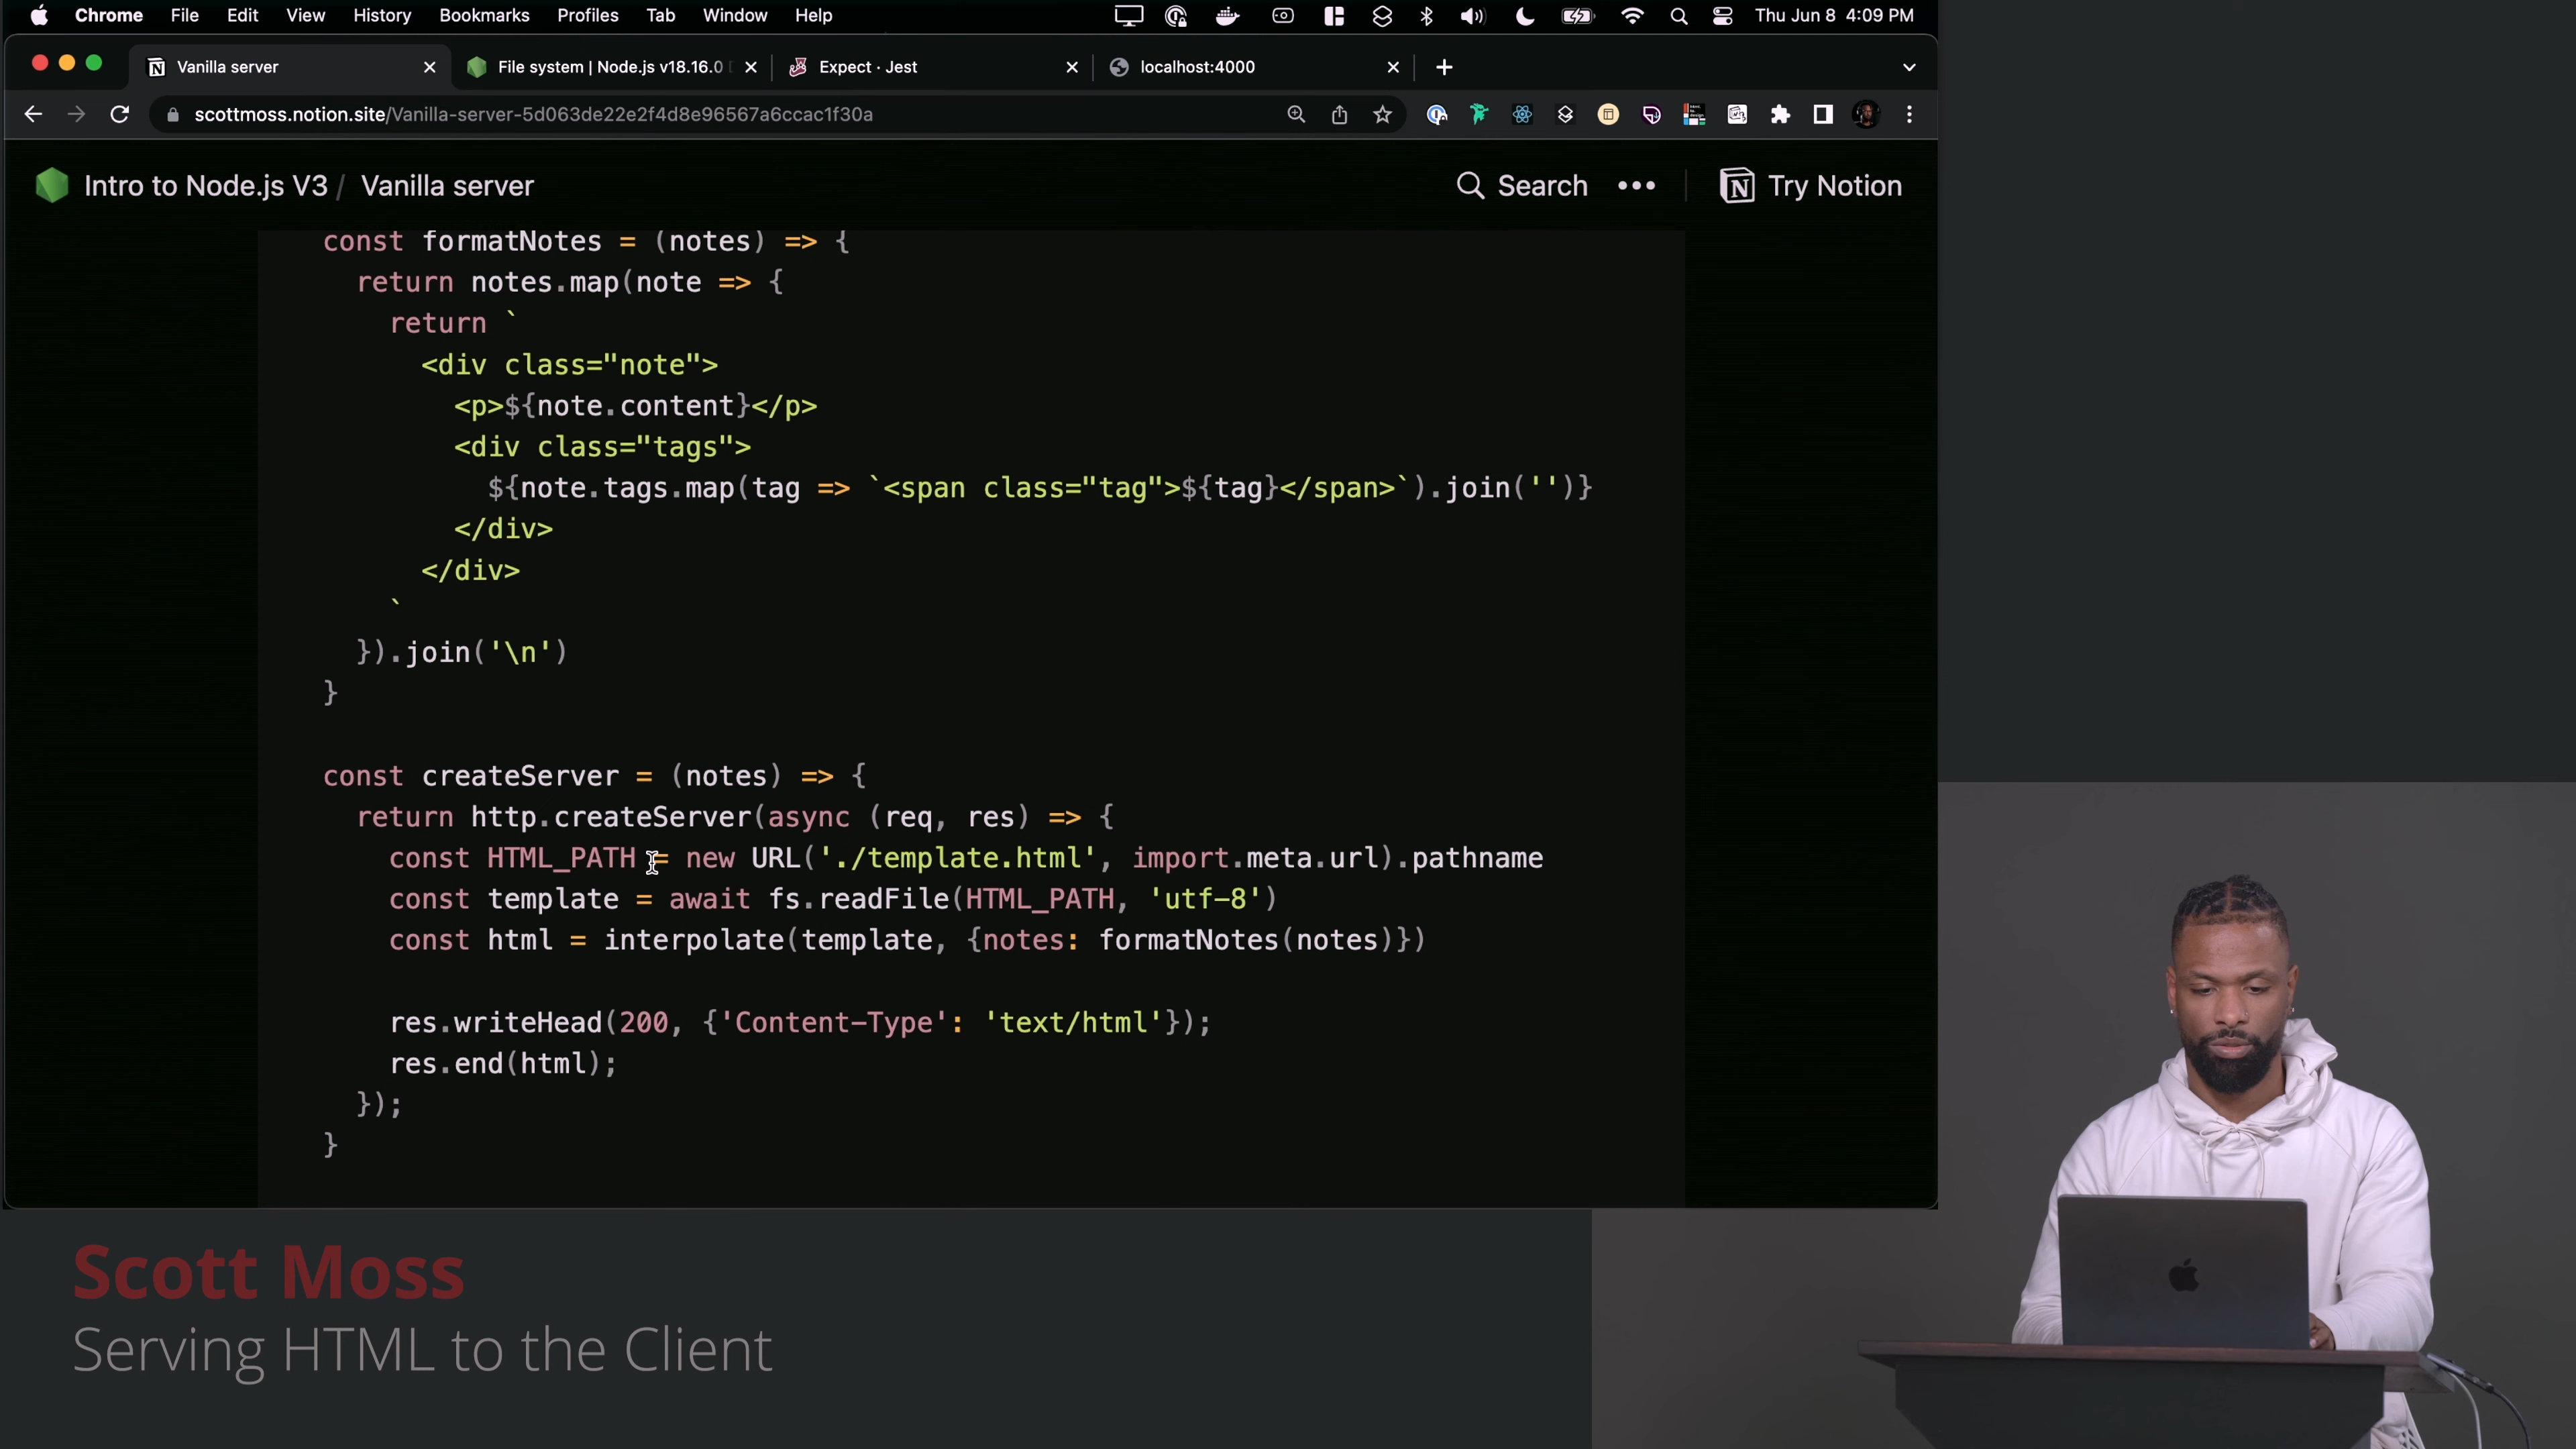 Chrome File Edit View History Bookmarks Profiles Tab Window Help Thu Jun 8 4:09 PM
Vanilla server File system | Node.js v18.16.0 Expect · Jest localhost:4000
scottmoss.notion.site/Vanilla-server-5d063de22e2f4d8e96567a6ccac1f30a
Intro to Node.js V3 / Vanilla server Search Try Notion
const formatNotes = (notes) => {
  return notes.map(note => {
    return `
      <div class="note">
        <p>${note.content}</p>
        <div class="tags">
          ${note.tags.map(tag => `<span class="tag">${tag}</span>`).join('')}
        </div>
      </div>
    `
  }).join('\n')
}
const createServer = (notes) => {
  return http.createServer(async (req, res) => {
    const HTML_PATH = new URL('./template.html', import.meta.url).pathname
    const template = await fs.readFile(HTML_PATH, 'utf-8')
    const html = interpolate(template, {notes: formatNotes(notes)})
    res.writeHead(200, {'Content-Type': 'text/html'});
    res.end(html);
  });
}
Scott Moss
Serving HTML to the Client